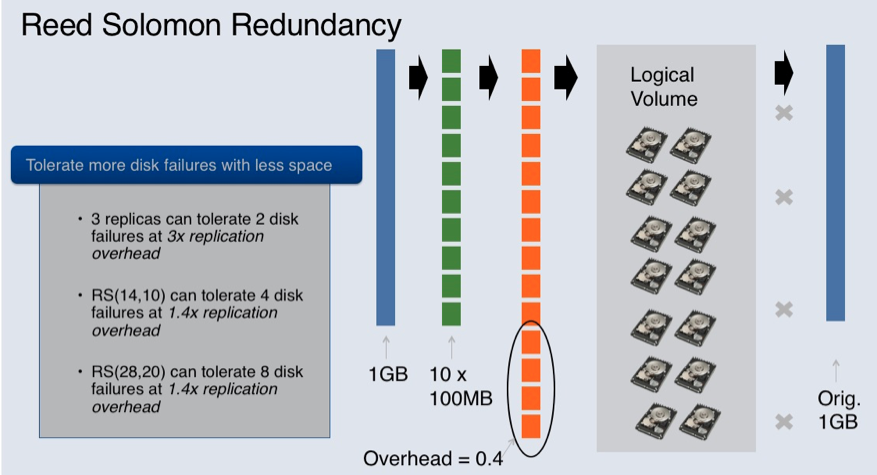 Reed Solomon Redundancy
Tolerate more disk failures with less space
• 3 replicas can tolerate 2 disk
failures at 3x replication
overhead
• RS(14,10) can tolerate 4 disk
failures at 1.4x replication
overhead
• RS(28,20) can tolerate 8 disk
failures at 1.4x replication
overhead
1GB
10 x
100MB
Overhead = 0.4
Logical
Volume
Orig.
1GB